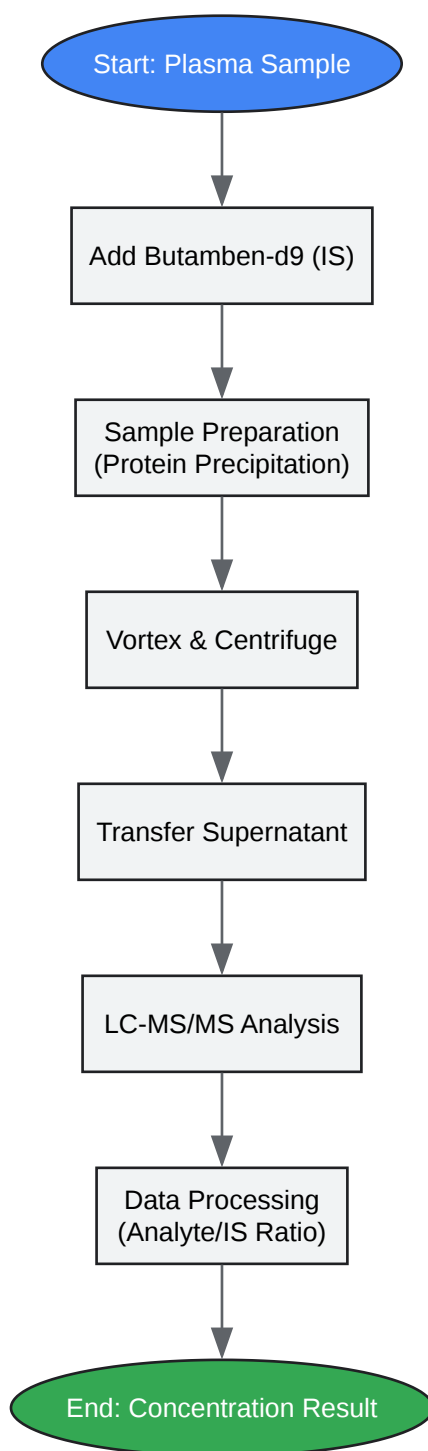 Start: Plasma Sample
Add Butamben-d9 (IS)
Sample Preparation
(Protein Precipitation)
Vortex & Centrifuge
Transfer Supernatant
LC-MS/MS Analysis
Data Processing
(Analyte/IS Ratio)
End: Concentration Result